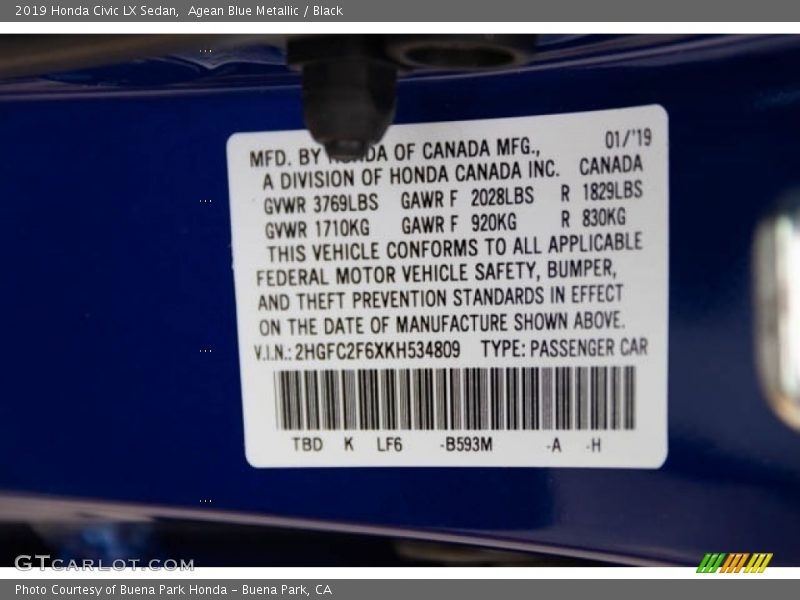 2019 Honda Civic LX Sedan, Agean Blue Metallic / Black
MFD. BY HONDA OF CANADA MFG., 01/'19
A DIVISION OF HONDA CANADA INC. CANADA
GVWR 3769LBS GAWR F 2028LBS R 1829LBS
GVWR 1710KG GAWR F 920KG R 830KG
THIS VEHICLE CONFORMS TO ALL APPLICABLE
FEDERAL MOTOR VEHICLE SAFETY, BUMPER,
AND THEFT PREVENTION STANDARDS IN EFFECT
ON THE DATE OF MANUFACTURE SHOWN ABOVE.
V.I.N.: 2HGFC2F6XKH534809 TYPE: PASSENGER CAR
TBD K LF6 -B593M -A -H
GTCARLOT.COM
Photo Courtesy of Buena Park Honda - Buena Park, CA